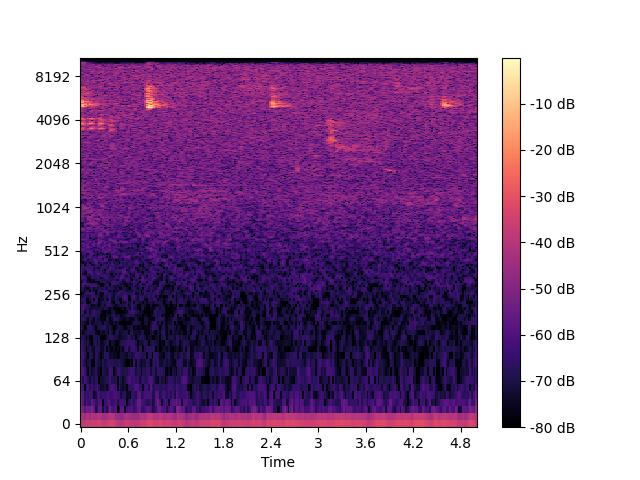 8192
4096
2048
1024
512
256
128
64
0
Hz
0 0.6 1.2 1.8 2.4 3 3.6 4.2 4.8
Time
-10 dB
-20 dB
-30 dB
-40 dB
-50 dB
-60 dB
-70 dB
-80 dB